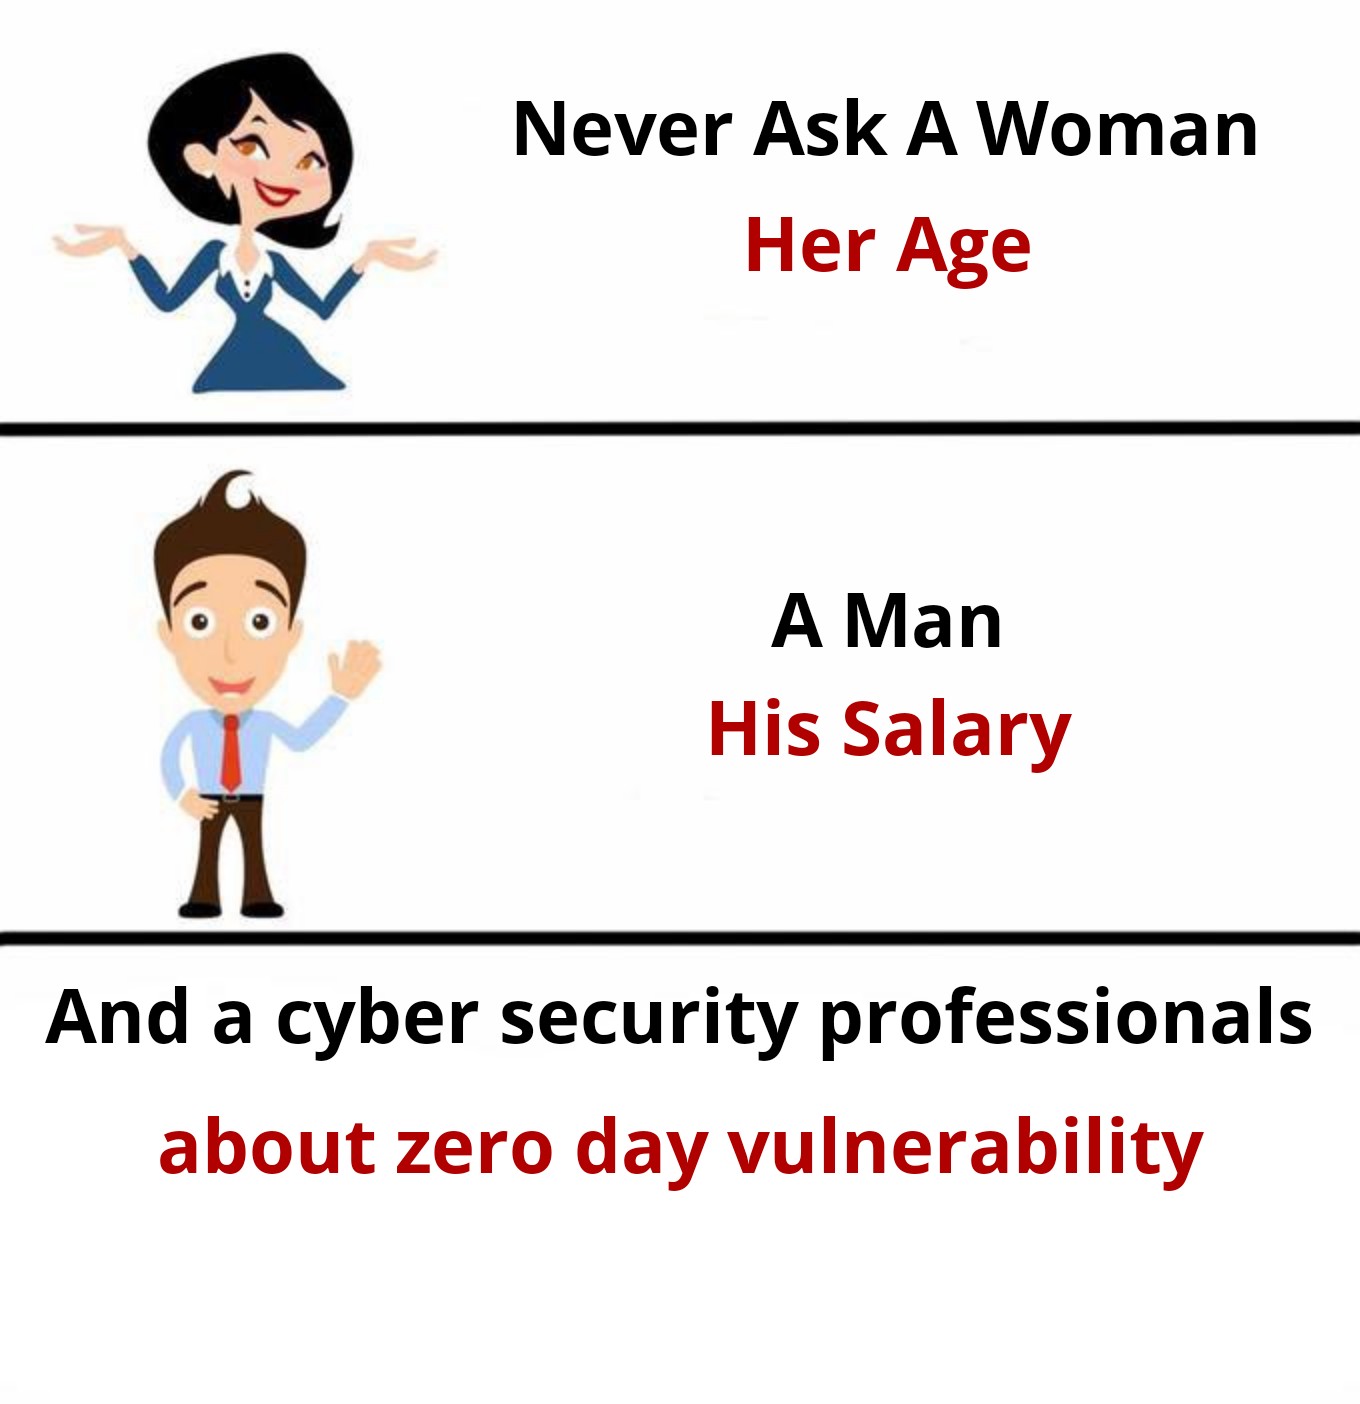 Never Ask A Woman
Her Age
A Man
His Salary
And a cyber security professionals
about zero day vulnerability